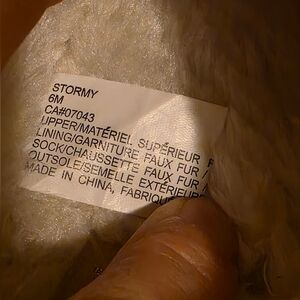 STORMY
6M
CA#07043
UPPER/MATÉRIEL SUPÉRIEUR
LINING/GARNITURE FAUX FUR /
SOCK/CHAUSSETTE FAUX FUR /
OUTSOLE/SEMELLE EXTÉRIEURE
MADE IN CHINA,